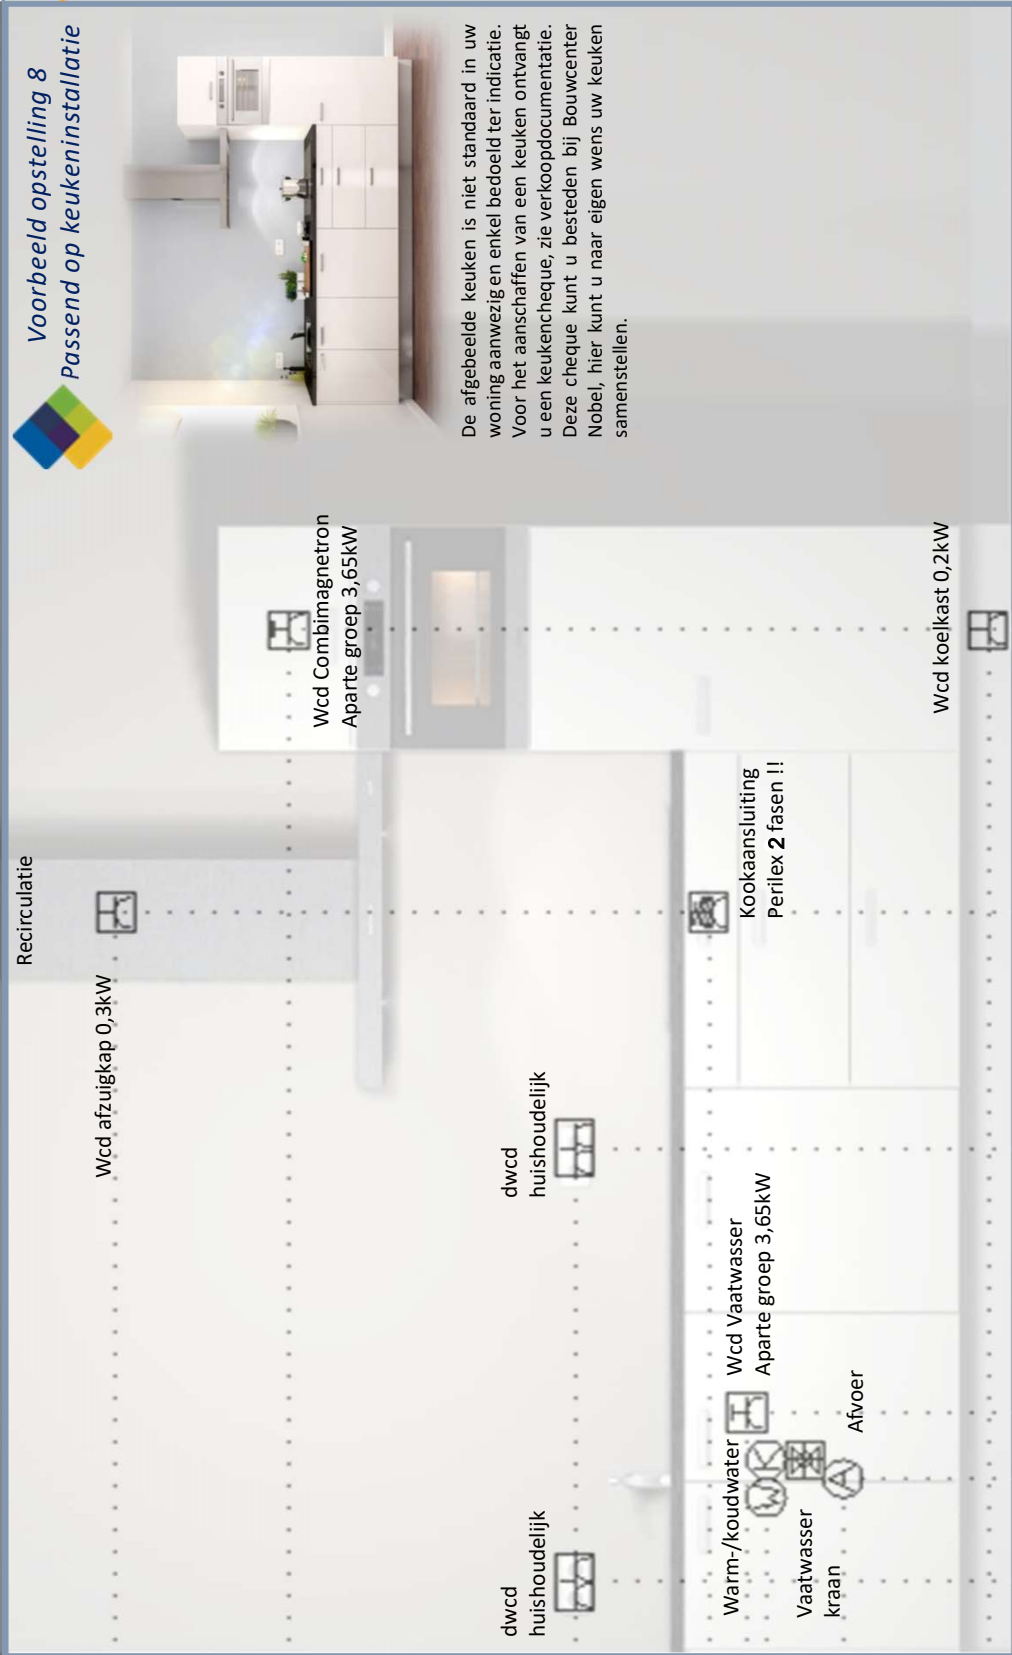 Voorbeeld opstelling 8
Passend op keukeninstallatie
De afgebeelde keuken is niet standaard in uw
woning aanwezig en enkel bedoeld ter indicatie.
Voor het aanschaffen van een keuken ontvangt
u een keukencheque, zie verkoopdocumentatie.
Deze cheque kunt u besteden bij Bouwcenter
Nobel, hier kunt u naar eigen wens uw keuken
samenstellen.
Recirculatie
Wcd afzuigkap 0,3kW
Wcd Combimagnetron
Aparte groep 3,65kW
dwcd
huishoudelijk
dwcd
huishoudelijk
Kookaansluiting
Perilex 2 fasen !!
Wcd Vaatwasser
Aparte groep 3,65kW
Warm-/koudwater
W K
Vaatwasser
kraan
A
Afvoer
Wcd koelkast 0,2kW